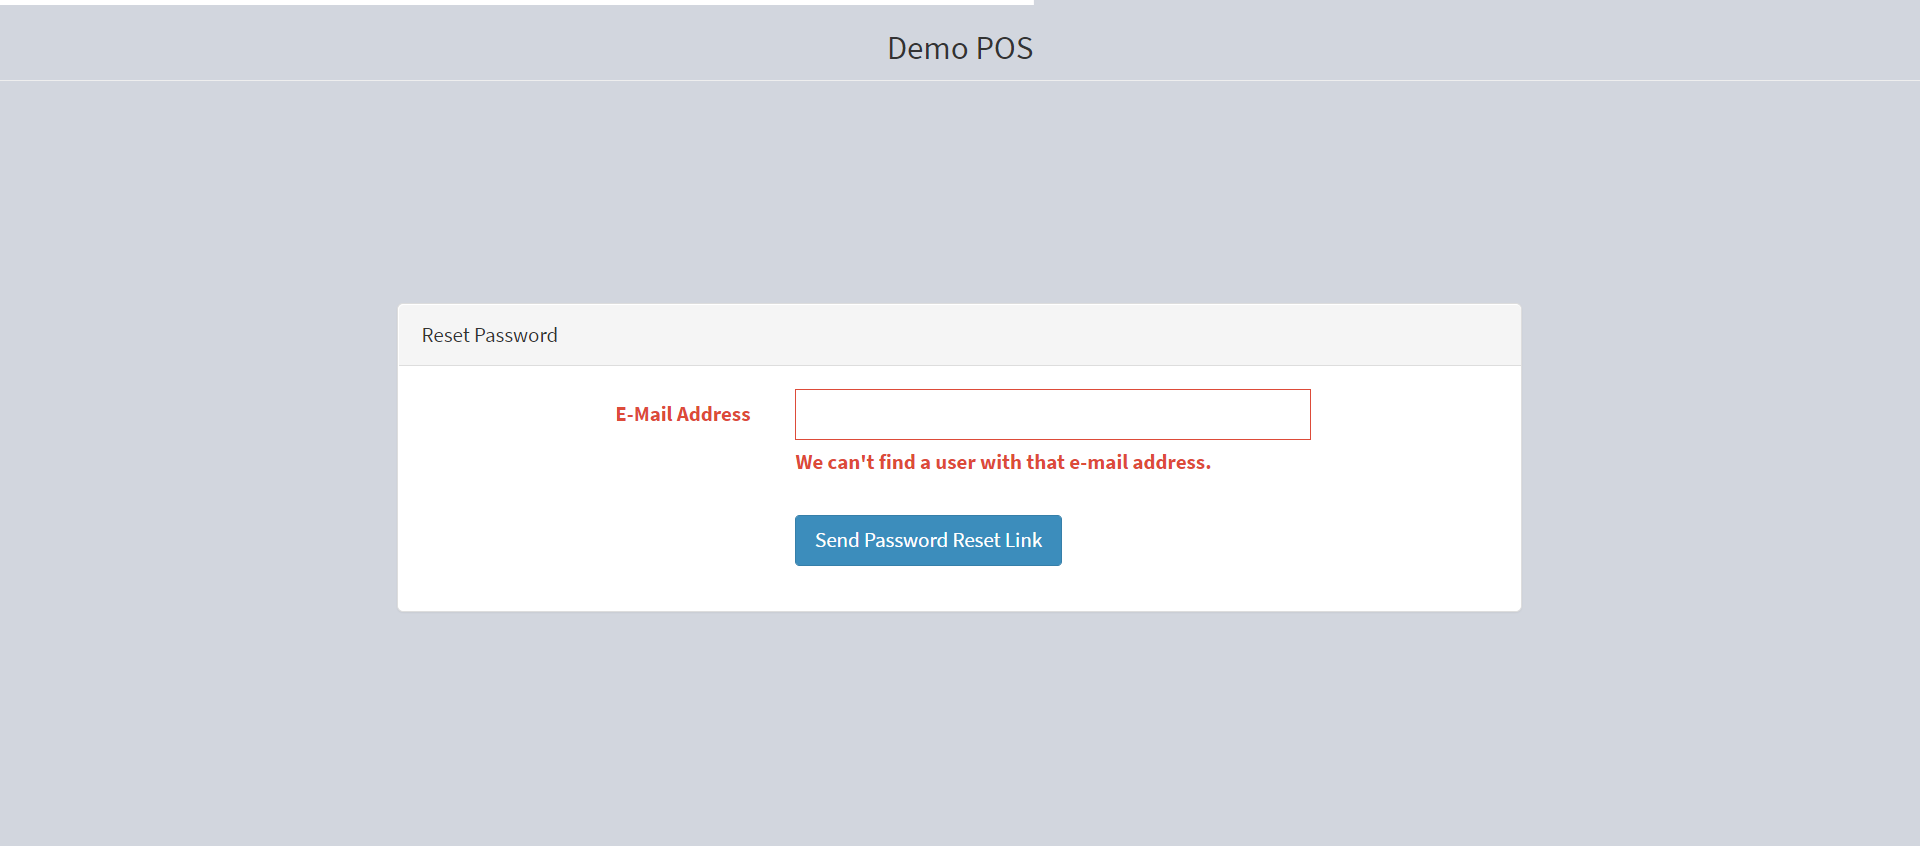 Demo POS
Reset Password
E-Mail Address
We can't find a user with that e-mail address.
Send Password Reset Link